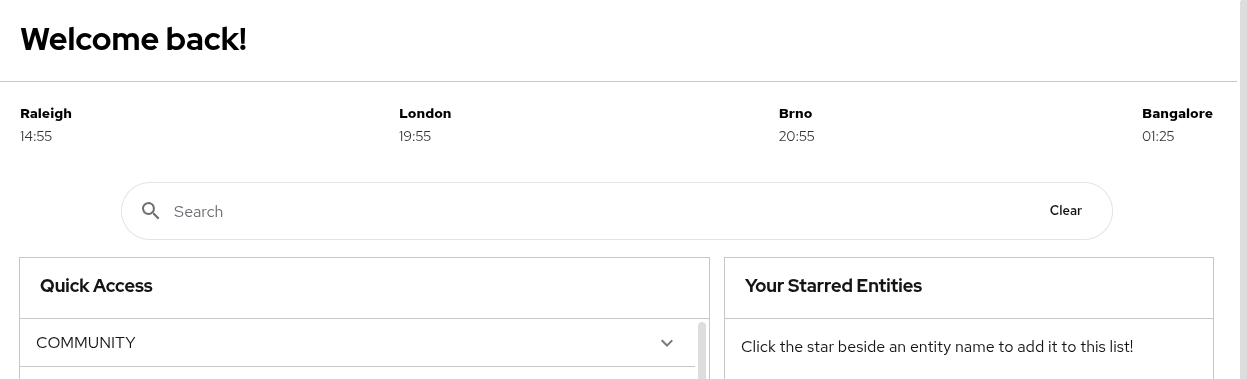 Welcome back!
Raleigh London Brno Bangalore
14:55 19:55 20:55 01:25
Search Clear
Quick Access
Your Starred Entities
COMMUNITY
Click the star beside an entity name to add it to this list!